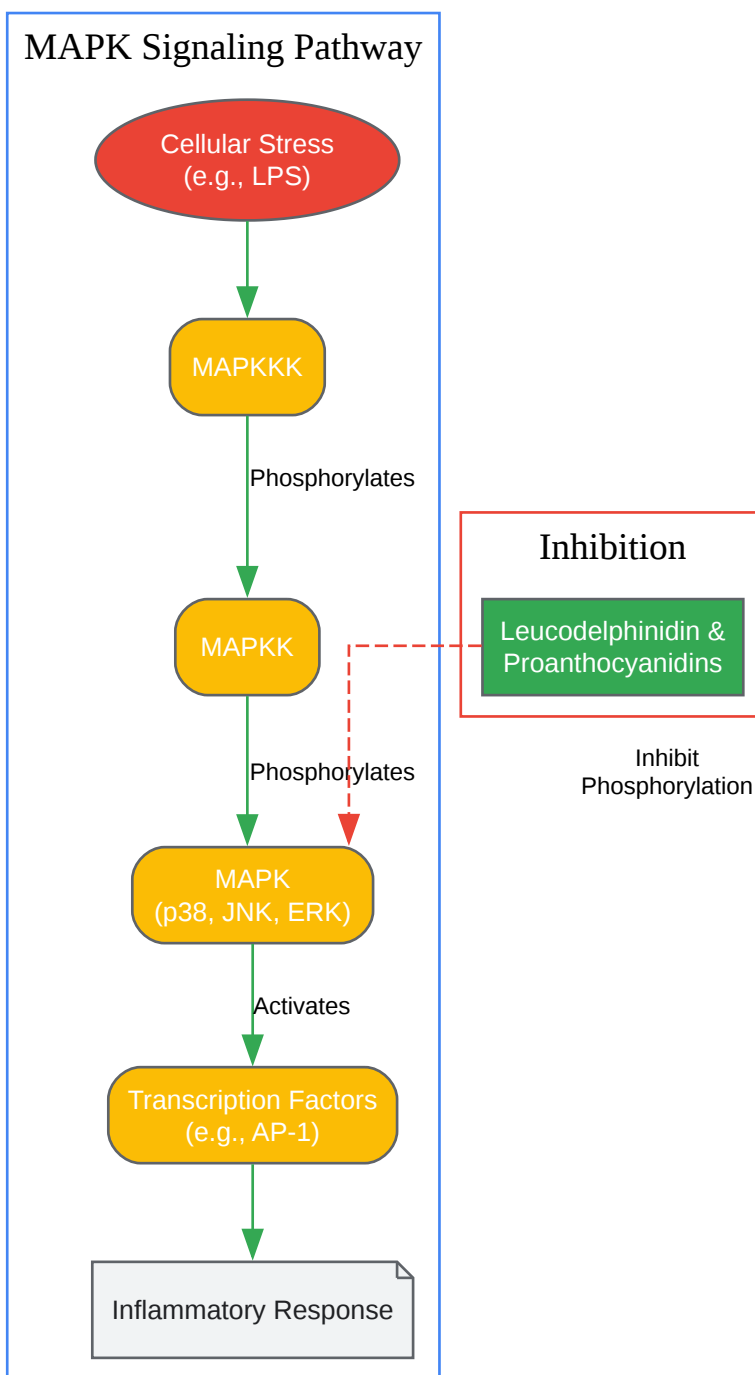 MAPK Signaling Pathway
Cellular Stress
(e.g., LPS)
MAPKKK
Phosphorylates
Inhibition
Leucodelphinidin &
Proanthocyanidins
MAPKK
Inhibit
Phosphorylation
Phosphorylates
MAPK
(p38, JNK, ERK)
Activates
Transcription Factors
(e.g., AP-1)
Inflammatory Response